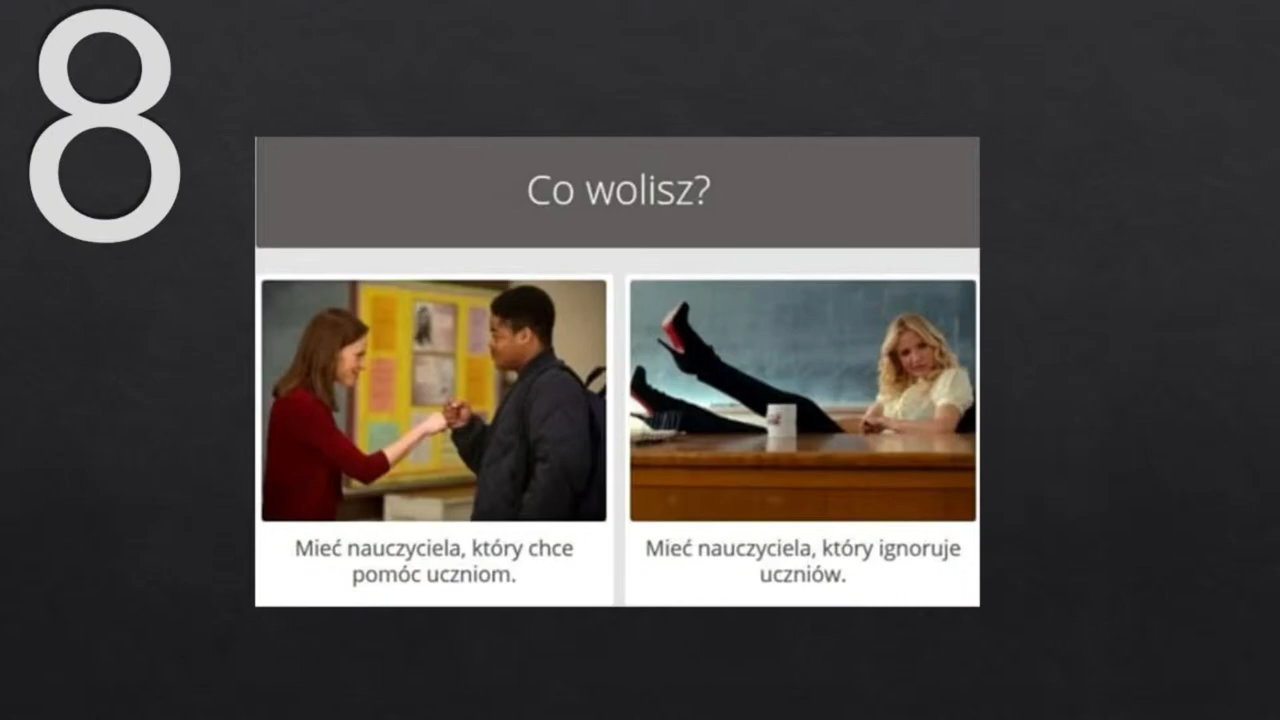 8
Co wolisz?
Mieć nauczyciela, który chce
pomóc uczniom.
Mieć nauczyciela, który ignoruje
uczniów.